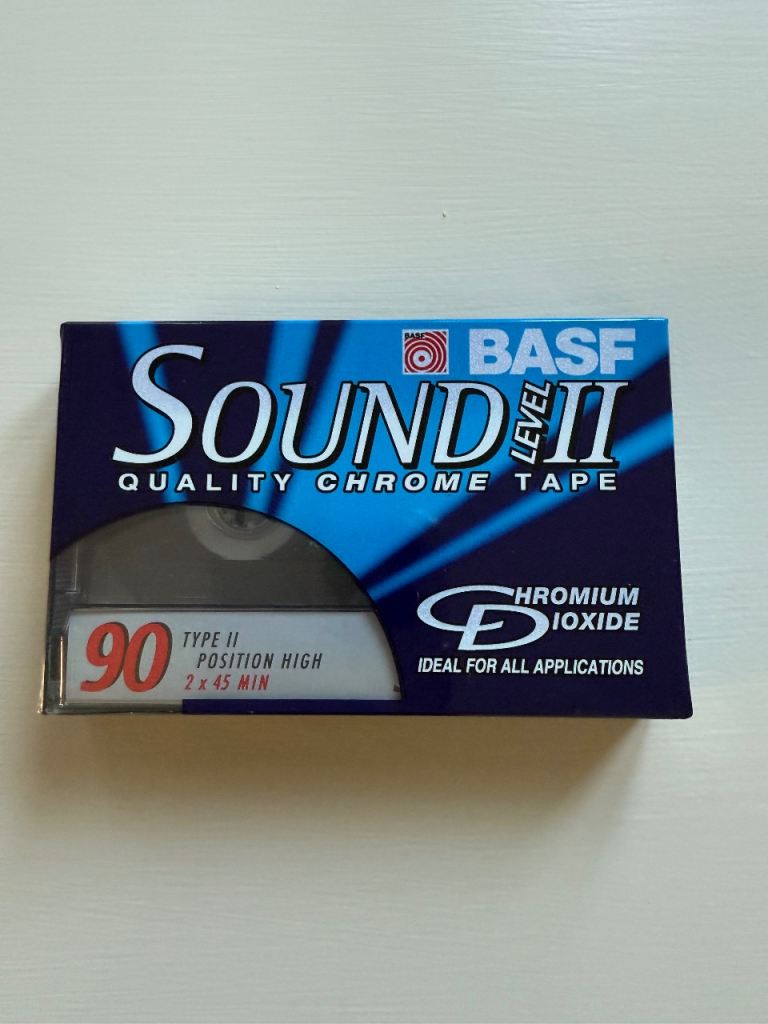 BASF BASF
SOUND LEVEL II
QUALITY CHROME TAPE
CHROMIUM
DIOXIDE
IDEAL FOR ALL APPLICATIONS
90 TYPE II
POSITION HIGH
2 x 45 MIN